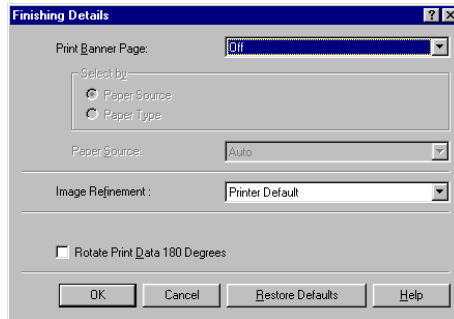 Finishing Details
Print Banner Page: Off
Select by
Paper Source
Paper Type
Paper Source: Auto
Image Refinement : Printer Default
Rotate Print Data 180 Degrees
OK Cancel Restore Defaults Help